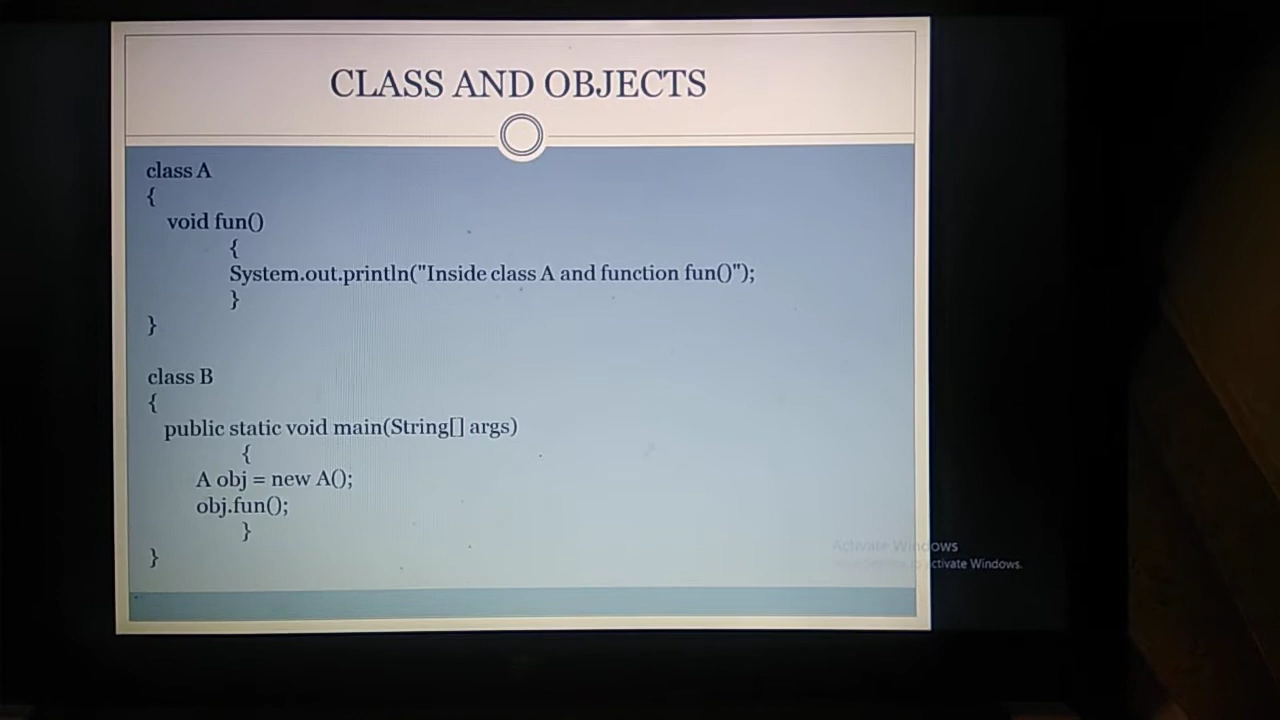 CLASS AND OBJECTS
class A
{
void fun()
{
System.out.println("Inside class A and function fun()");
}
}
class B
{
public static void main(String[] args)
{
A obj = new A();
obj.fun();
}
}
Activate Windows
ctivate Windows.